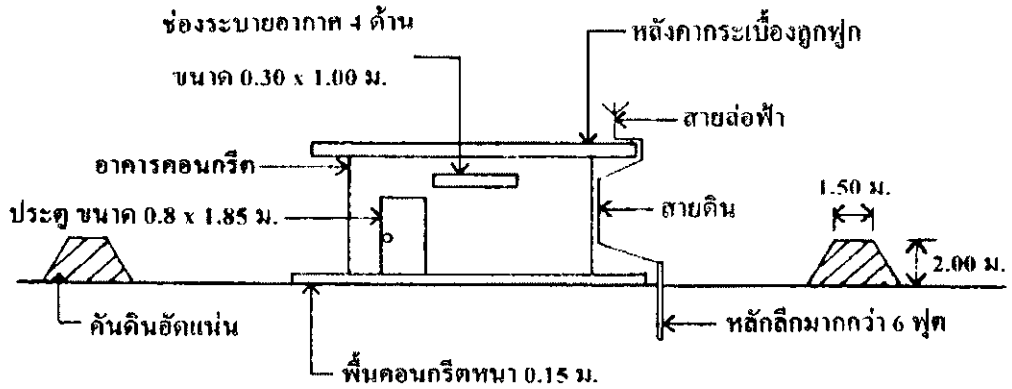 ช่องระบายอากาศ 4 ด้าน
ขนาด 0.30 x 1.00 ม.
หลังคากระเบื้องลูกฟูก
สายล่อฟ้า
อาคารคอนกรีต
1.50 ม.
ประตู ขนาด 0.8 x 1.85 ม.
สายดิน
2.00 ม.
คันดินอัดแน่น
หลักลึกมากกว่า 6 ฟุต
พื้นคอนกรีตหนา 0.15 ม.